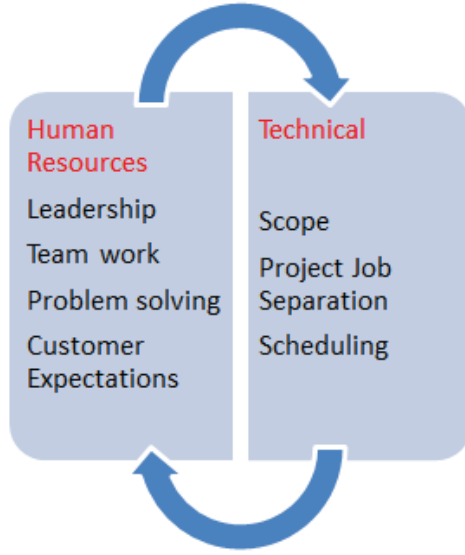 Human
Resources
Leadership
Team work
Problem solving
Customer
Expectations
Technical
Scope
Project Job
Separation
Scheduling